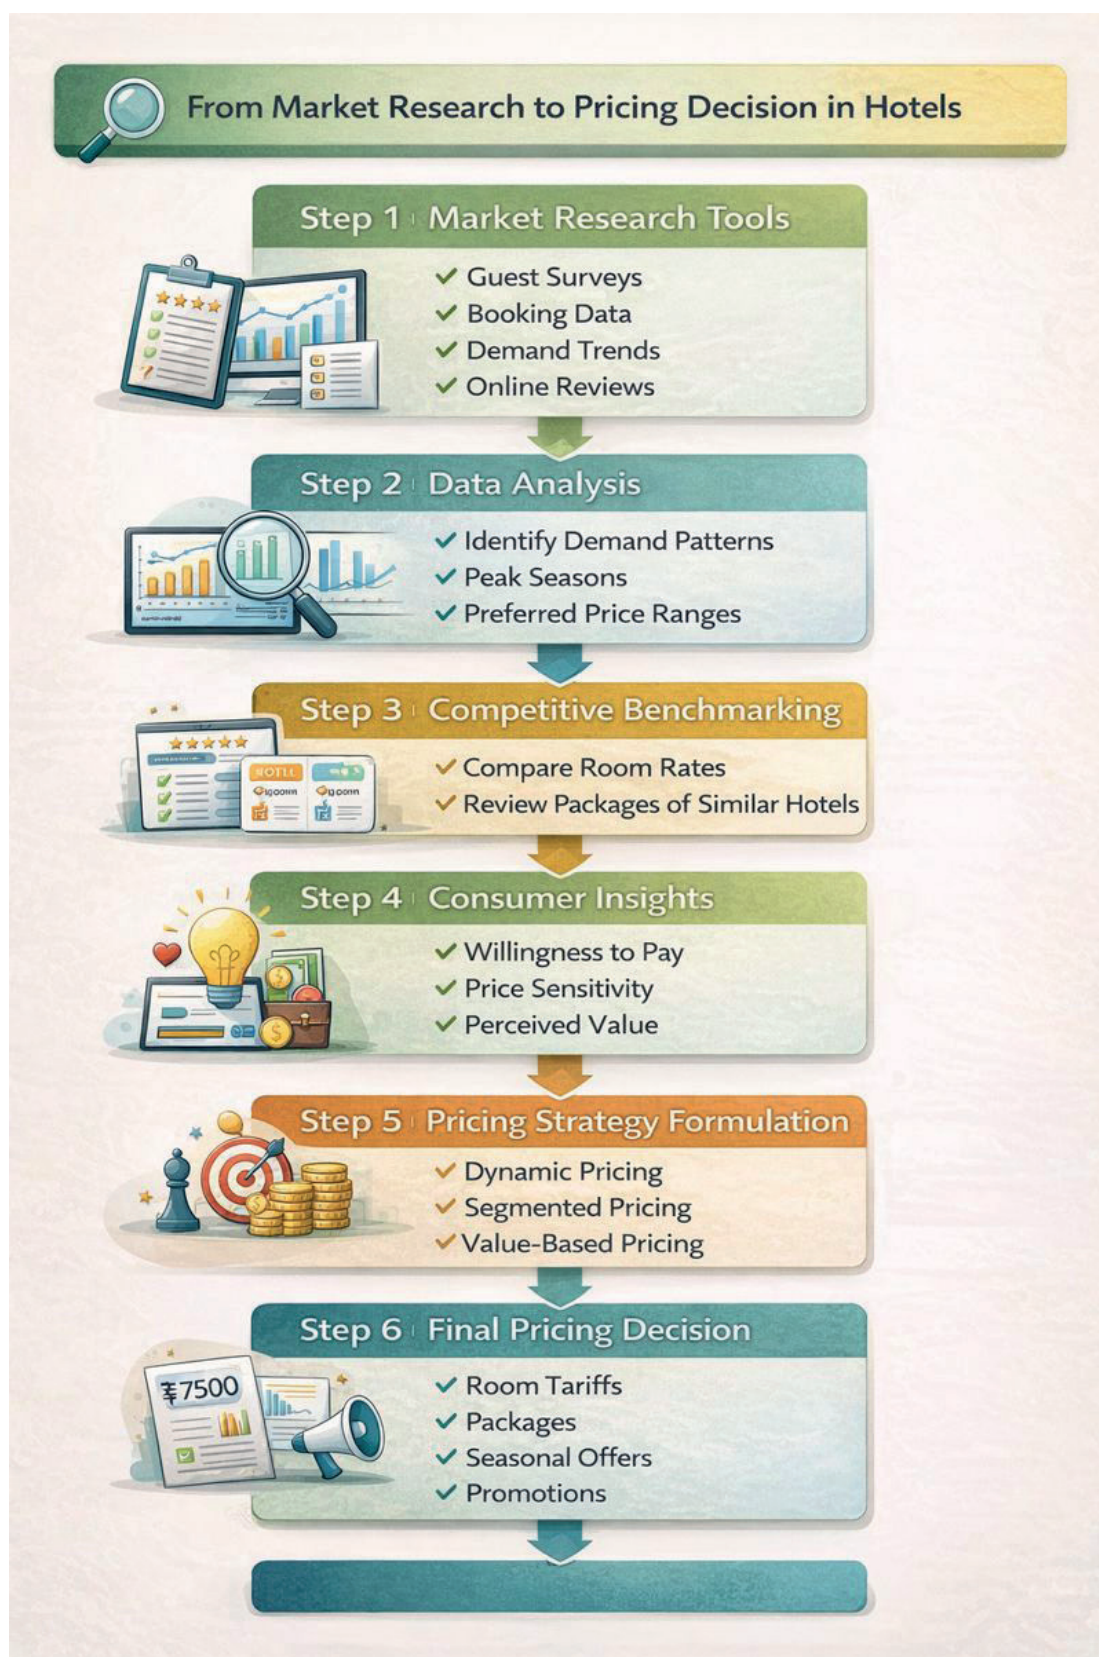 From Market Research to Pricing Decision in Hotels
Step 1 Market Research Tools
Guest Surveys
Booking Data
Demand Trends
Online Reviews
Step 2 Data Analysis
Identify Demand Patterns
Peak Seasons
Preferred Price Ranges
Step 3 Competitive Benchmarking
Compare Room Rates
Review Packages of Similar Hotels
Step 4 Consumer Insights
Willingness to Pay
Price Sensitivity
Perceived Value
Step 5 Pricing Strategy Formulation
Dynamic Pricing
Segmented Pricing
Value-Based Pricing
Step 6 Final Pricing Decision
7500
Room Tariffs
Packages
Seasonal Offers
Promotions